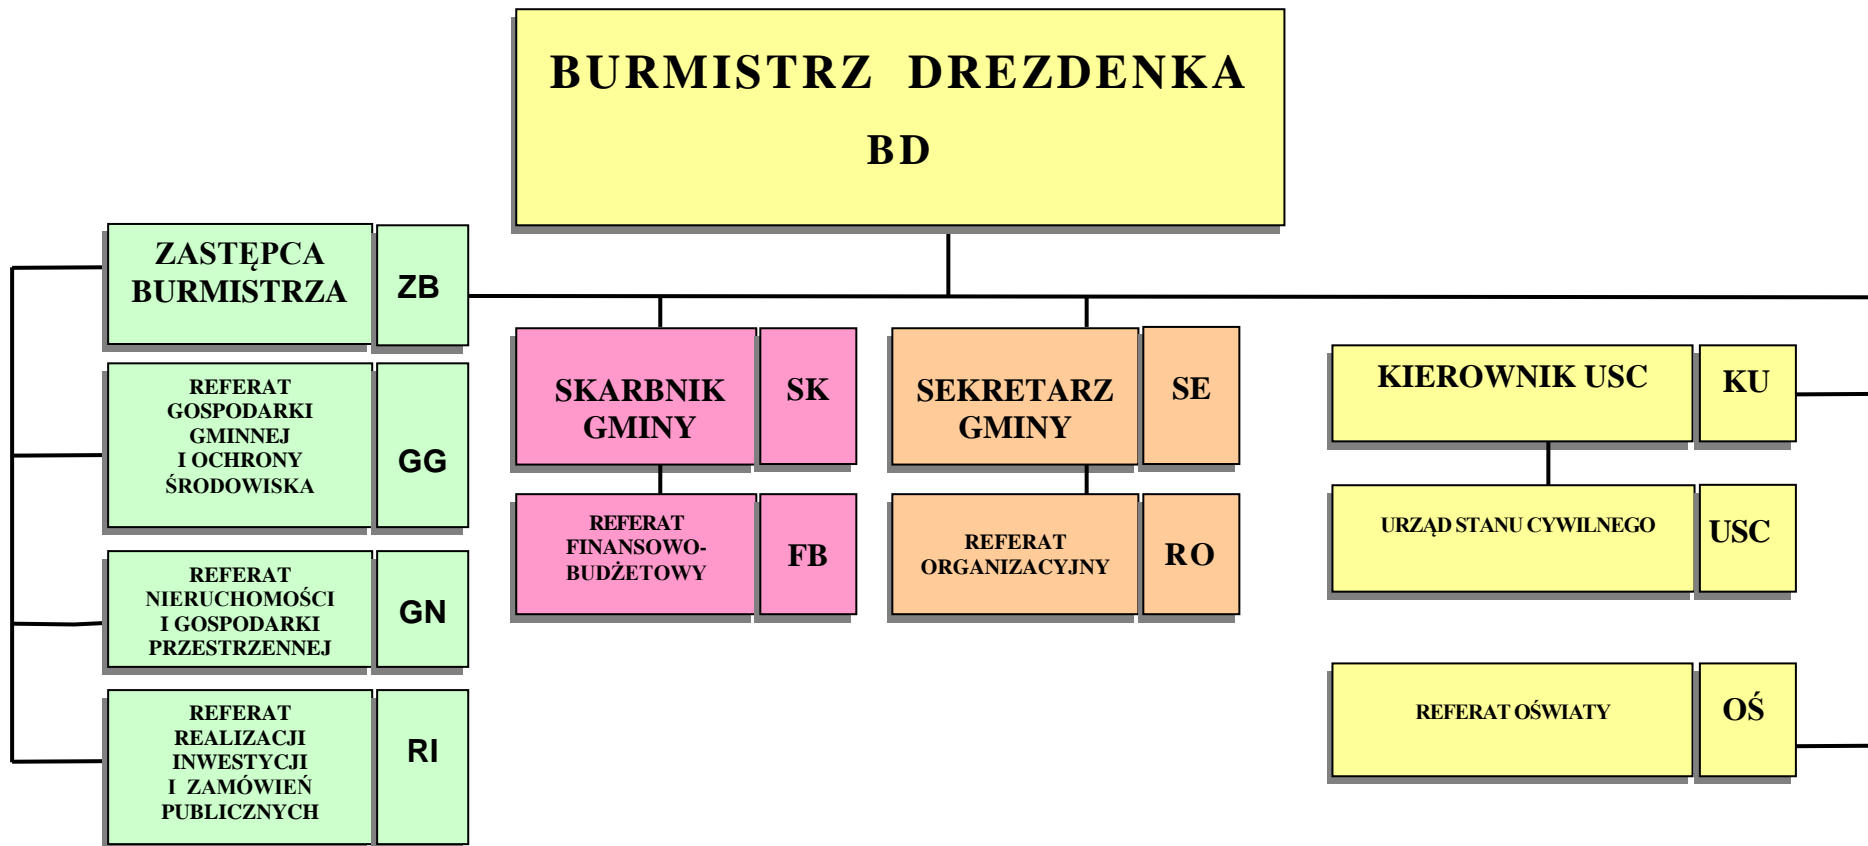 BURMISTRZ DREZDENKA
BD
ZASTĘPCA
BURMISTRZA
ZB
REFERAT
GOSPODARKI
GMINNEJ
I OCHRONY
ŚRODOWISKA
GG
REFERAT
NIERUCHOMOŚCI
I GOSPODARKI
PRZESTRZENNEJ
GN
REFERAT
REALIZACJI
INWESTYCJI
I ZAMÓWIEŃ
PUBLICZNYCH
RI
SKARBNIK
GMINY
SK
REFERAT
FINANSOWO-
BUDŻETOWY
FB
SEKRETARZ
GMINY
SE
REFERAT
ORGANIZACYJNY
RO
KIEROWNIK USC
KU
URZĄD STANU CYWILNEGO
USC
REFERAT OŚWIATY
OŚ